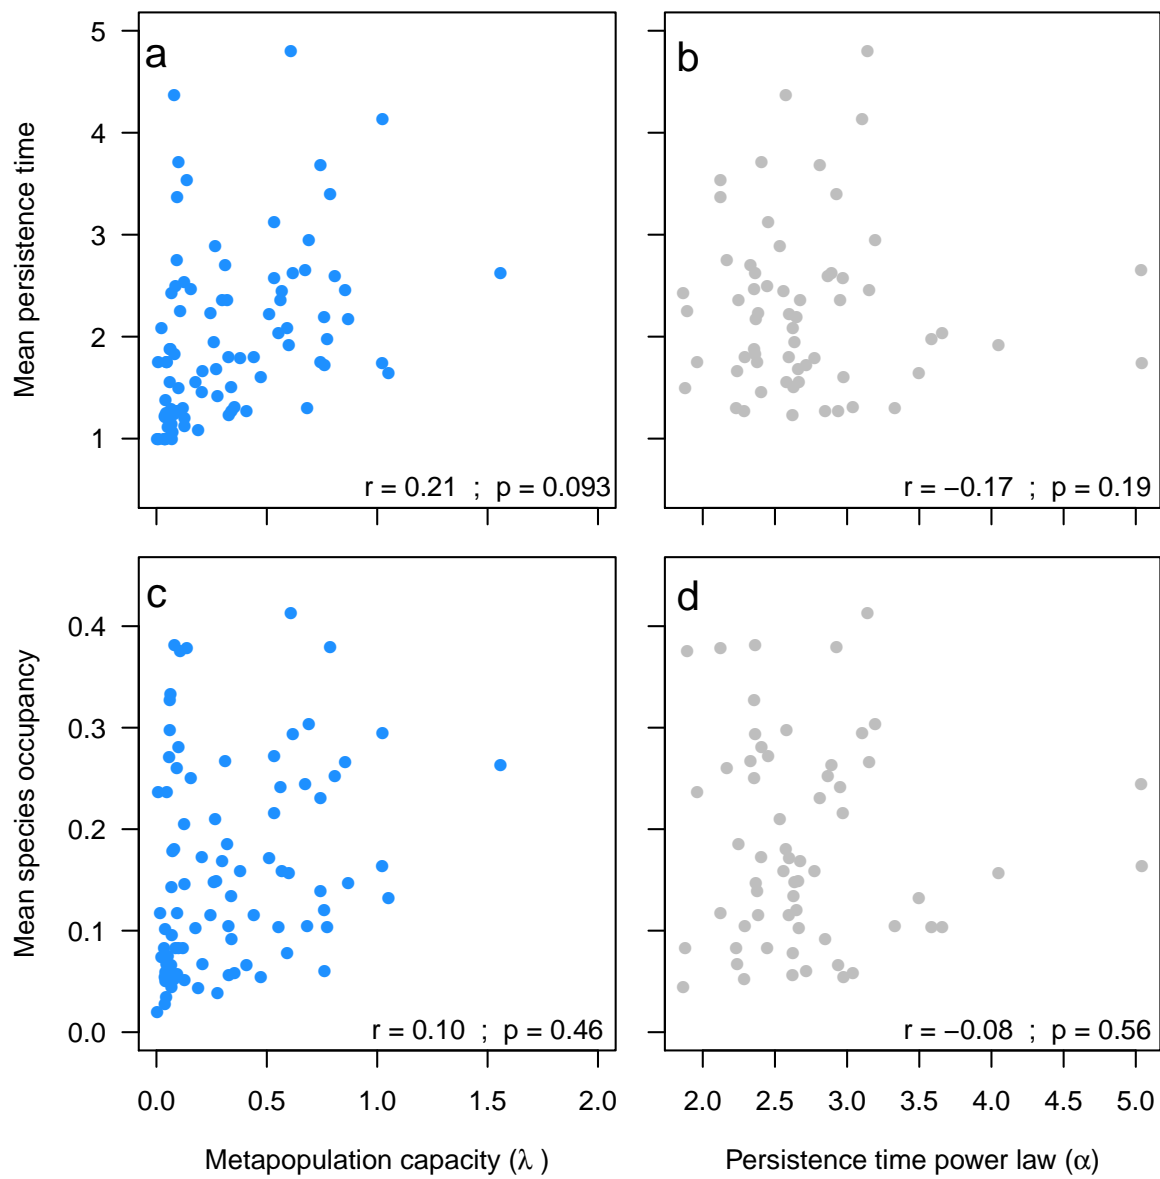 a
b
Mean persistence time
5
4
3
2
1
r = 0.21 ; p = 0.093
r = −0.17 ; p = 0.19
c
d
Mean species occupancy
0.4
0.3
0.2
0.1
0.0
r = 0.10 ; p = 0.46
r = −0.08 ; p = 0.56
0.0 0.5 1.0 1.5 2.0
2.0 2.5 3.0 3.5 4.0 4.5 5.0
Metapopulation capacity (λ )
Persistence time power law (α)